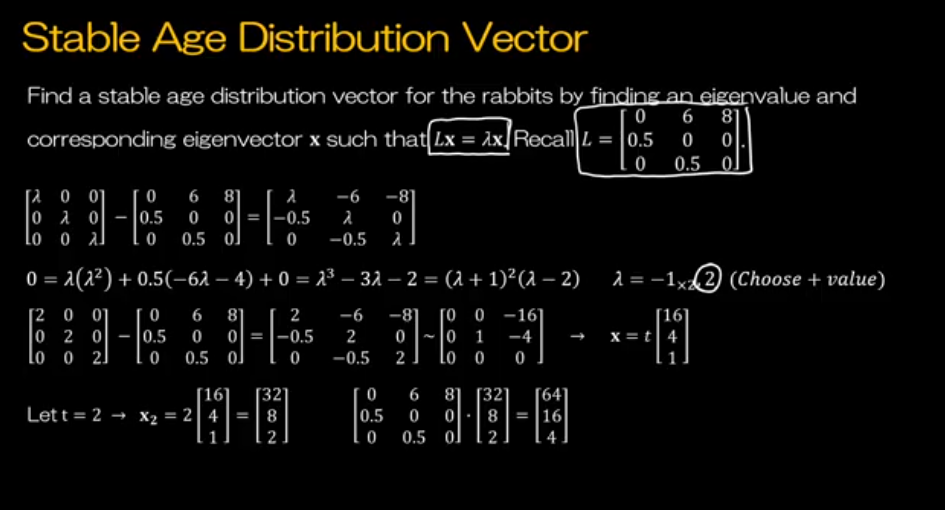 Stable Age Distribution Vector
Find a stable age distribution vector for the rabbits by finding an eigenvalue and
corresponding eigenvector x such that Lx = λx. Recall L = [0 6 8; 0.5 0 0; 0 0.5 0].
[λ 0 0; 0 λ 0; 0 0 λ] − [0 6 8; 0.5 0 0; 0 0.5 0] = [λ −6 −8; −0.5 λ 0; 0 −0.5 λ]
0 = λ(λ²) + 0.5(−6λ − 4) + 0 = λ³ − 3λ − 2 = (λ + 1)²(λ − 2) λ = −1×2, 2 (Choose + value)
[2 0 0; 0 2 0; 0 0 2] − [0 6 8; 0.5 0 0; 0 0.5 0] = [2 −6 −8; −0.5 2 0; 0 −0.5 2] ~ [0 0 −16; 0 1 −4; 0 0 0] → x = t [16; 4; 1]
Let t = 2 → x₂ = 2 [16; 4; 1] = [32; 8; 2] [0 6 8; 0.5 0 0; 0 0.5 0] · [32; 8; 2] = [64; 16; 4]